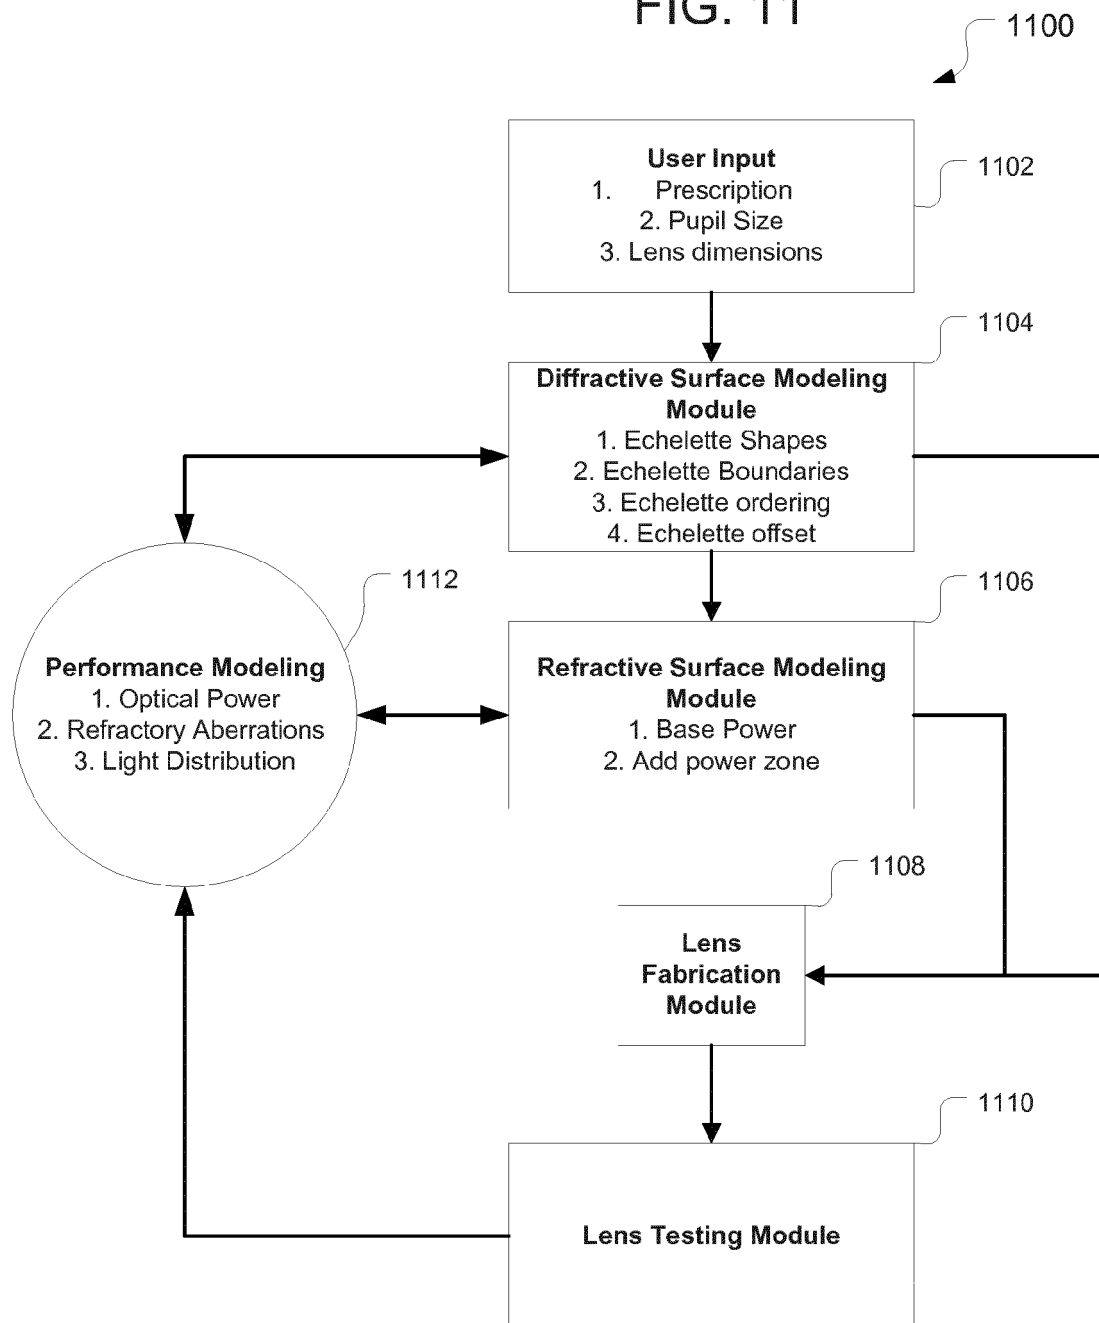 FIG. 11
1100
User Input
1. Prescription
2. Pupil Size
3. Lens dimensions
1102
1104
Diffractive Surface Modeling
Module
1. Echelette Shapes
2. Echelette Boundaries
3. Echelette ordering
4. Echelette offset
1106
Refractive Surface Modeling
Module
1. Base Power
2. Add power zone
1112
Performance Modeling
1. Optical Power
2. Refractory Aberrations
3. Light Distribution
1108
Lens
Fabrication
Module
1110
Lens Testing Module